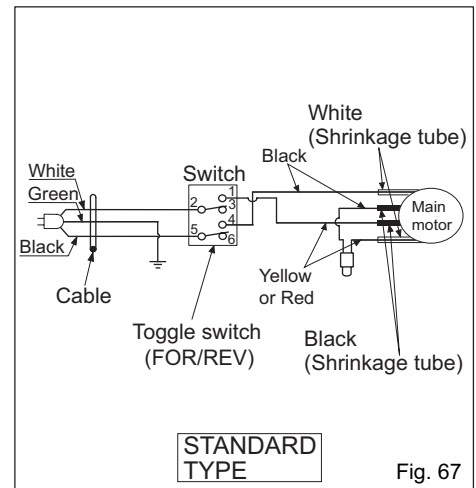 White
(Shrinkage tube)
Black
White
Green
Switch
1
2
3
4
5
6
Main
motor
Black
Cable
Yellow
or Red
Toggle switch
(FOR/REV)
Black
(Shrinkage tube)
STANDARD
TYPE
Fig. 67